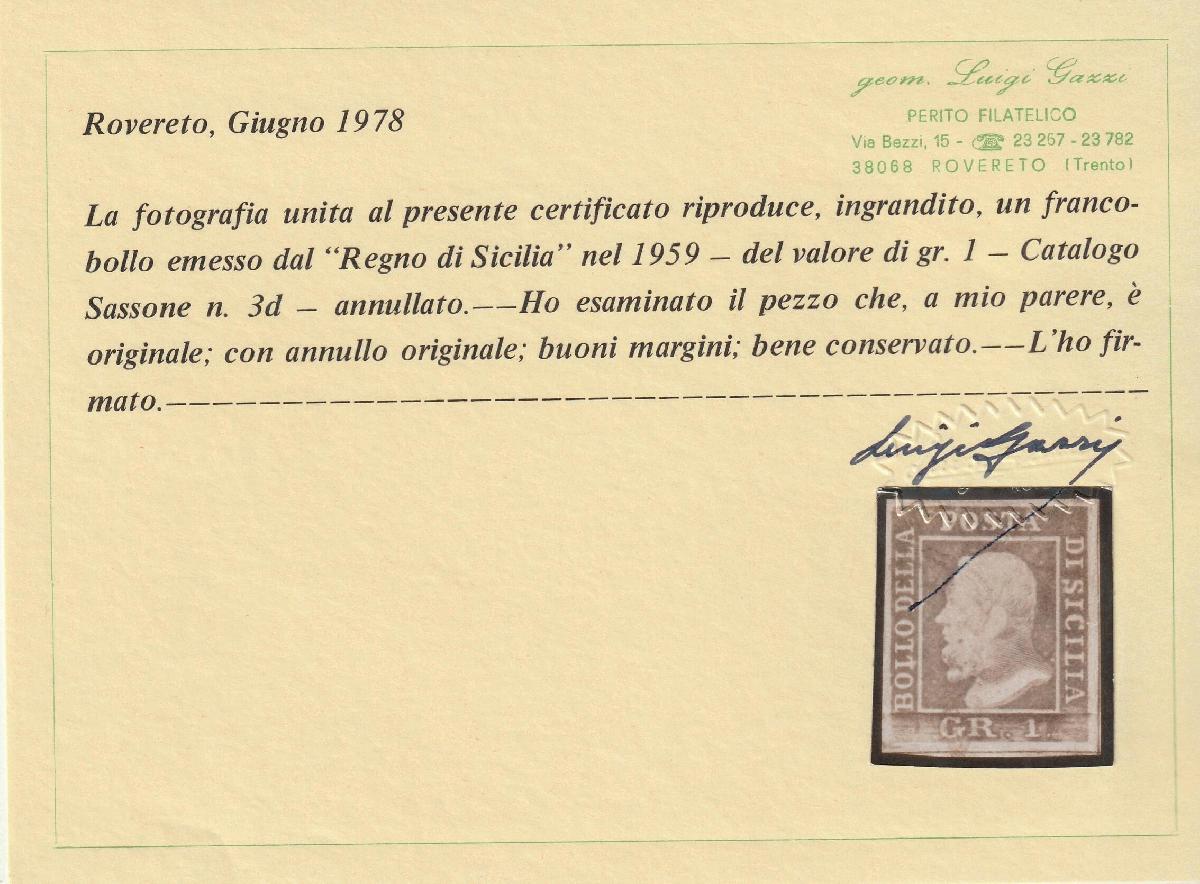 geom. Luigi Gazzi
PERITO FILATELICO
Via Bezzi, 15 - ☎ 23 267 - 23 782
38068 ROVERETO (Trento)
Rovereto, Giugno 1978
La fotografia unita al presente certificato riproduce, ingrandito, un franco-
bollo emesso dal “Regno di Sicilia” nel 1959 — del valore di gr. 1 — Catalogo
Sassone n. 3d — annullato.——Ho esaminato il pezzo che, a mio parere, è
originale; con annullo originale; buoni margini; bene conservato.——L'ho fir-
mato.——————————————————————————————
Luigi Gazzi
POSTA
BOLLO DELLA
DI SICILIA
GR. 1.